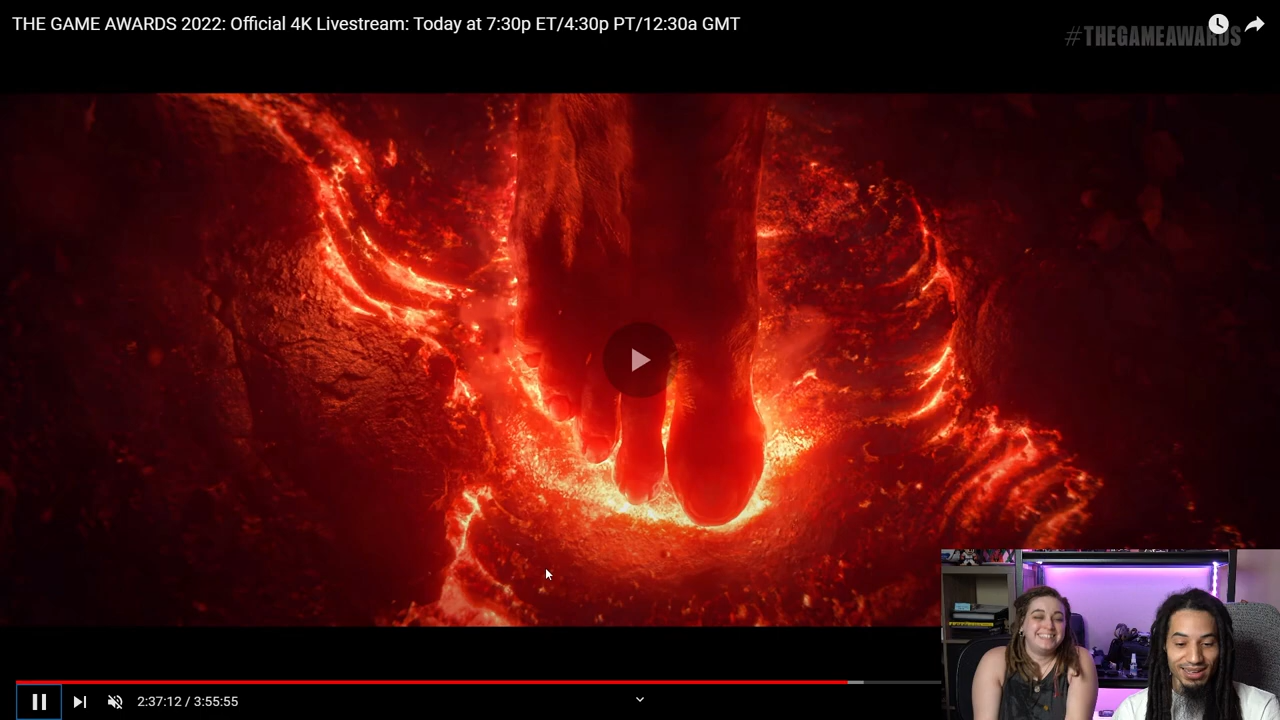 THE GAME AWARDS 2022: Official 4K Livestream: Today at 7:30p ET/4:30p PT/12:30a GMT
#THEGAMEAWARDS
2:37:12 / 3:55:55